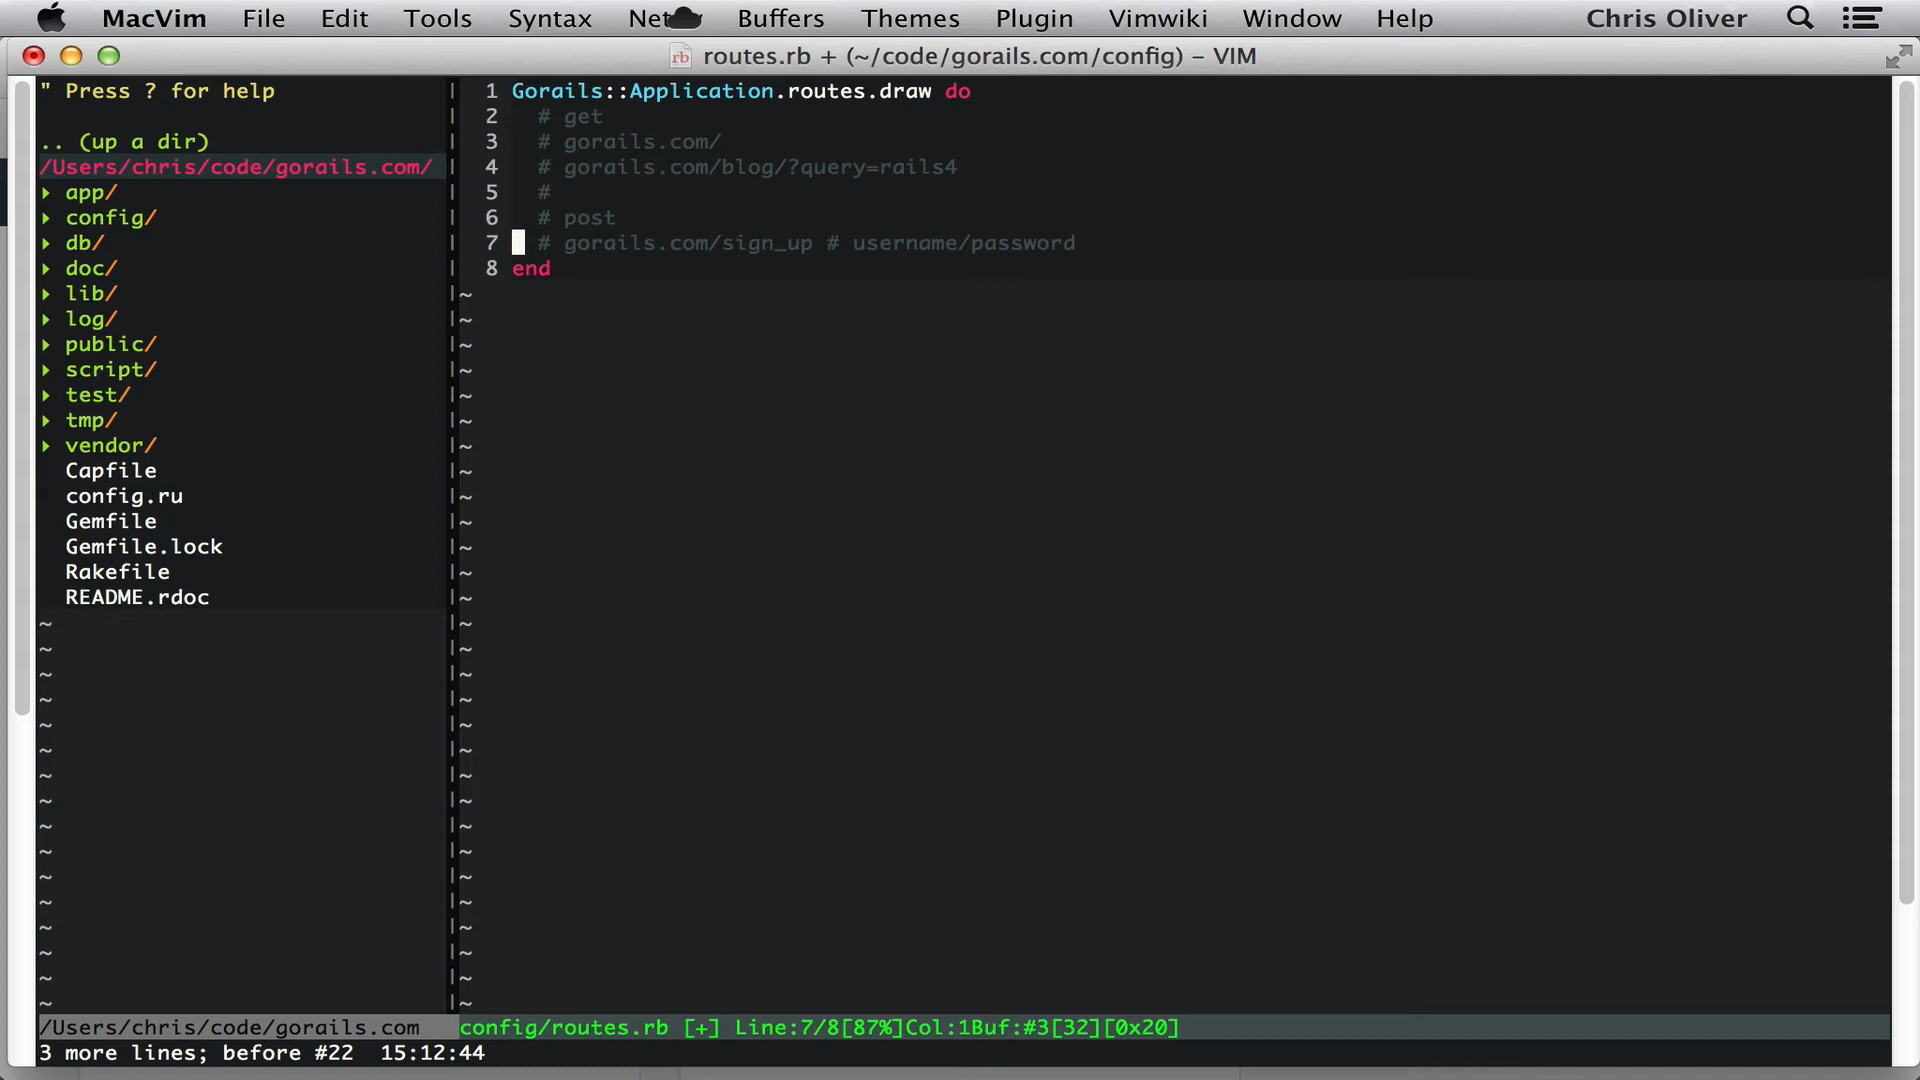 MacVim File Edit Tools Syntax Net Buffers Themes Plugin Vimwiki Window Help Chris Oliver
routes.rb + (~/code/gorails.com/config) – VIM
" Press ? for help
.. (up a dir)
/Users/chris/code/gorails.com/
▸ app/
▸ config/
▸ db/
▸ doc/
▸ lib/
▸ log/
▸ public/
▸ script/
▸ test/
▸ tmp/
▸ vendor/
Capfile
config.ru
Gemfile
Gemfile.lock
Rakefile
README.rdoc
1 Gorails::Application.routes.draw do
2 # get
3 # gorails.com/
4 # gorails.com/blog/?query=rails4
5 #
6 # post
7 # gorails.com/sign_up # username/password
8 end
/Users/chris/code/gorails.com config/routes.rb [+] Line:7/8[87%]Col:1Buf:#3[32][0x20]
3 more lines; before #22 15:12:44